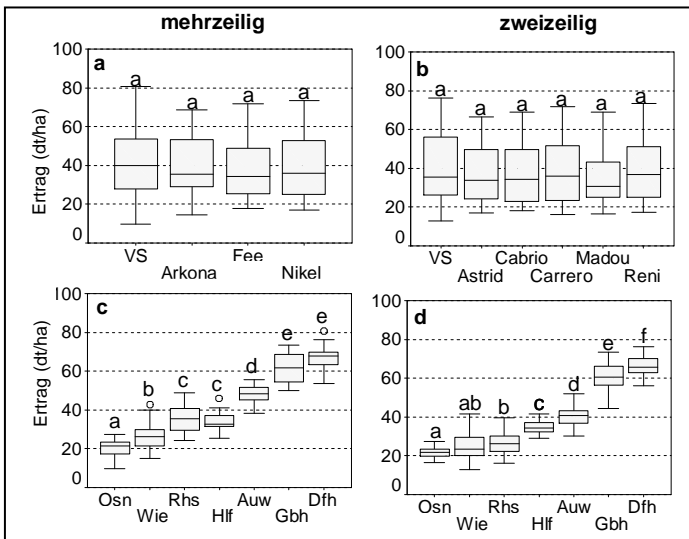 mehrzeilig
zweizeilig
100
80
60
40
20
0
Ertrag (dt/ha)
a
a
a
a
a
VS
Arkona
Fee
Nikel
100
80
60
40
20
0
b
a
a
a
a
a
a
VS
Astrid
Cabrio
Carrero
Madou
Reni
100
80
60
40
20
0
Ertrag (dt/ha)
c
a
b
c
c
d
e
e
Osn
Wie
Rhs
Hlf
Auw
Gbh
Dfh
100
80
60
40
20
0
d
a
ab
b
c
d
e
f
Osn
Wie
Rhs
Hlf
Auw
Gbh
Dfh